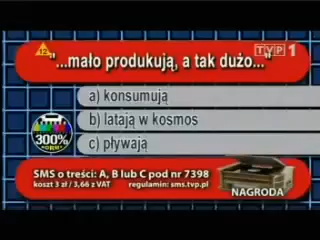 12
TVP 1
"...mało produkują, a tak dużo..."
a) konsumują
b) latają w kosmos
c) pływają
300%
NORMY
SMS o treści: A, B lub C pod nr 7398
koszt 3 zł / 3,66 z VAT regulamin: sms.tvp.pl
NAGRODA